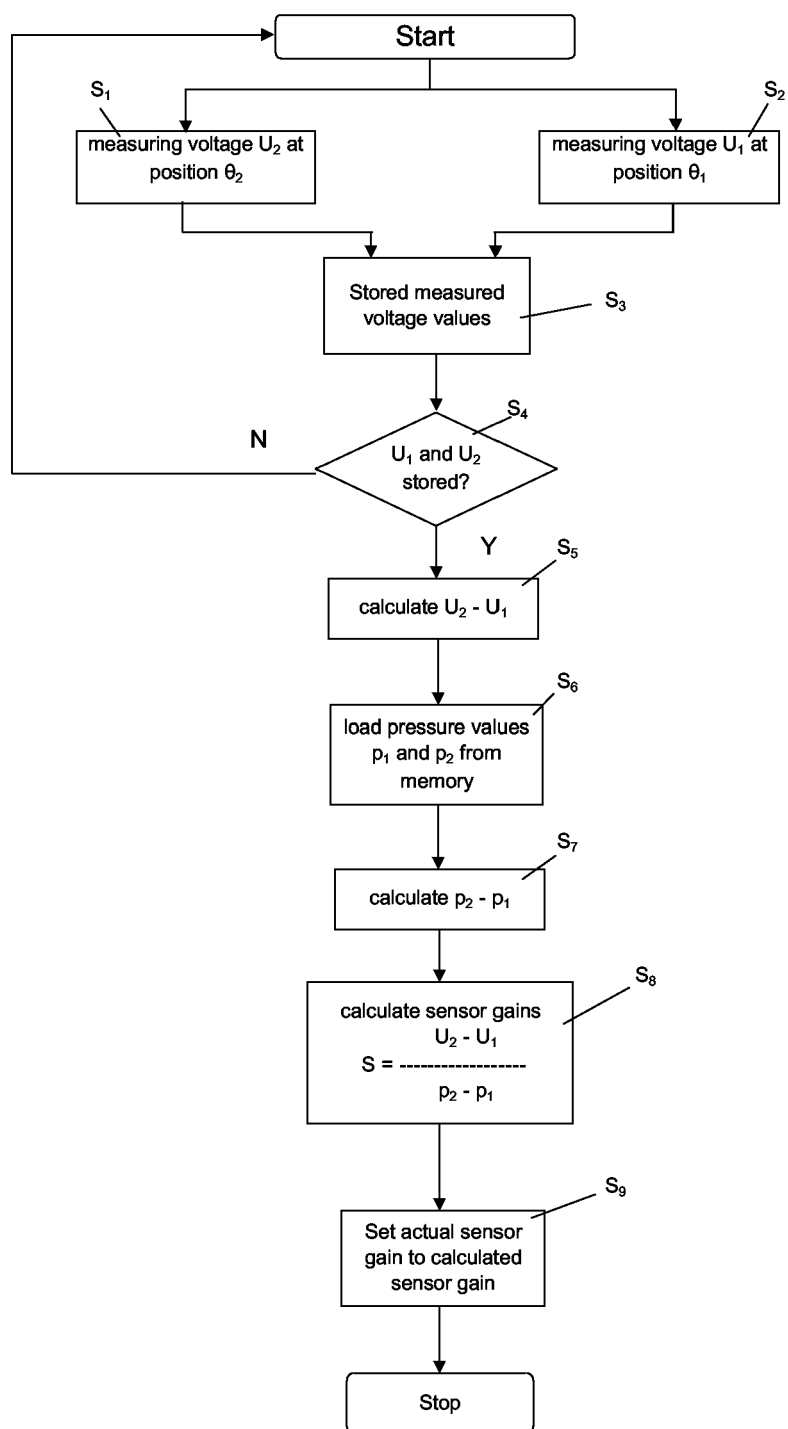 Start
S₁
S₂
measuring voltage U₂ at
position θ₂
measuring voltage U₁ at
position θ₁
Stored measured
voltage values
S₃
S₄
N
U₁ and U₂
stored?
Y
S₅
calculate U₂ - U₁
S₆
load pressure values
p₁ and p₂ from
memory
S₇
calculate p₂ - p₁
S₈
calculate sensor gains
U₂ - U₁
S = -------------------
p₂ - p₁
S₉
Set actual sensor
gain to calculated
sensor gain
Stop